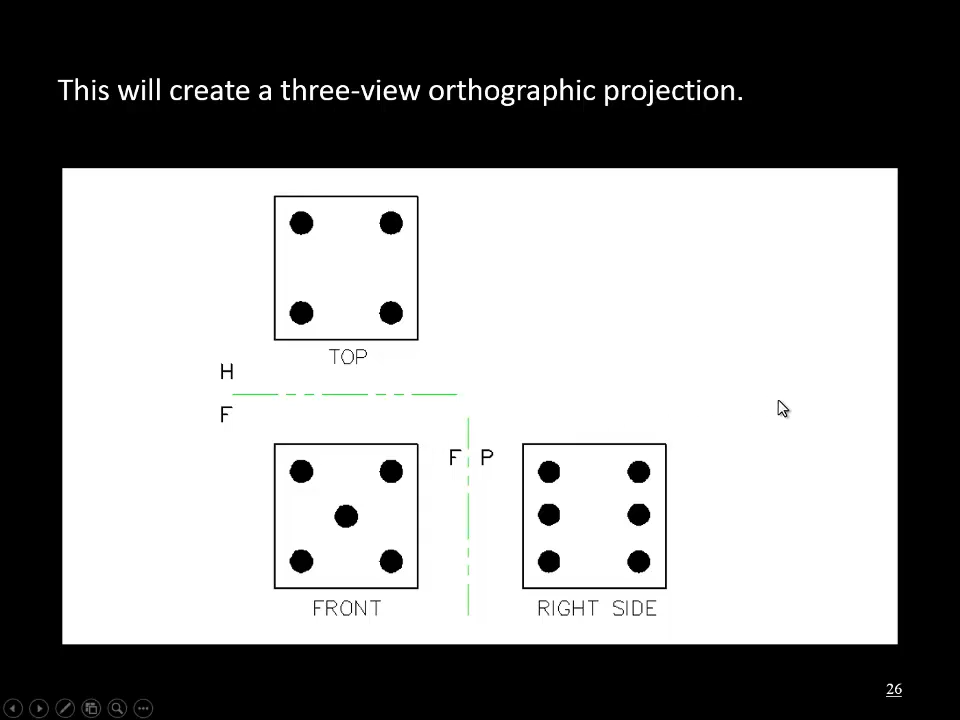 This will create a three-view orthographic projection.
TOP
H
F
F P
FRONT
RIGHT SIDE
26